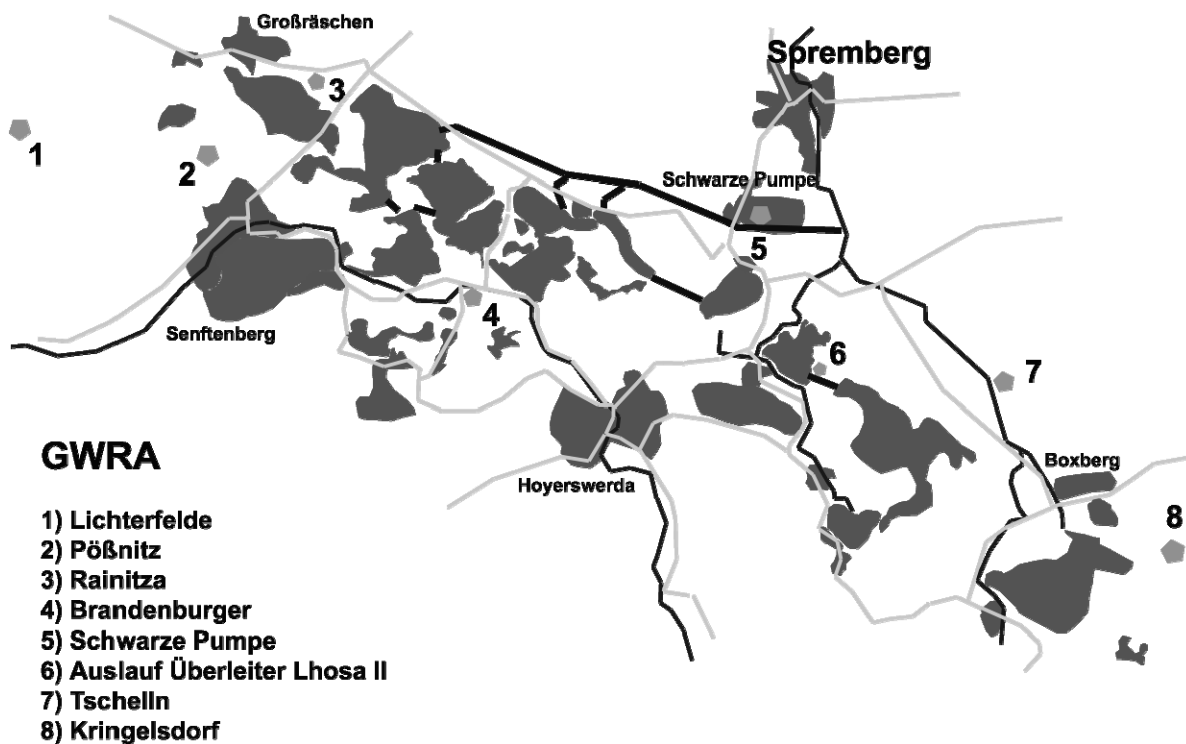 Großräschen
Spremberg
3
1
2
Schwarze Pumpe
5
4
Senftenberg
6
7
GWRA
Hoyerswerda
Boxberg
8
1) Lichterfelde
2) Pößnitz
3) Rainitza
4) Brandenburger
5) Schwarze Pumpe
6) Auslauf Überleiter Lhosa II
7) Tschelln
8) Kringelsdorf